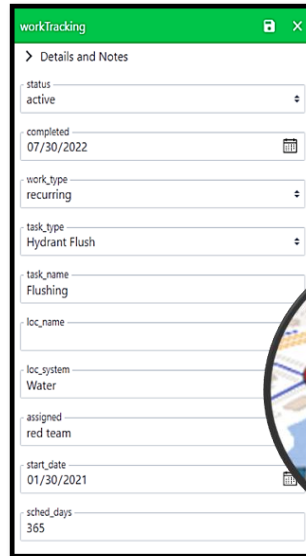 workTracking
Details and Notes
status
active
completed
07/30/2022
work_type
recurring
task_type
Hydrant Flush
task_name
Flushing
loc_name
loc_system
Water
assigned
red team
start_date
01/30/2021
sched_days
365